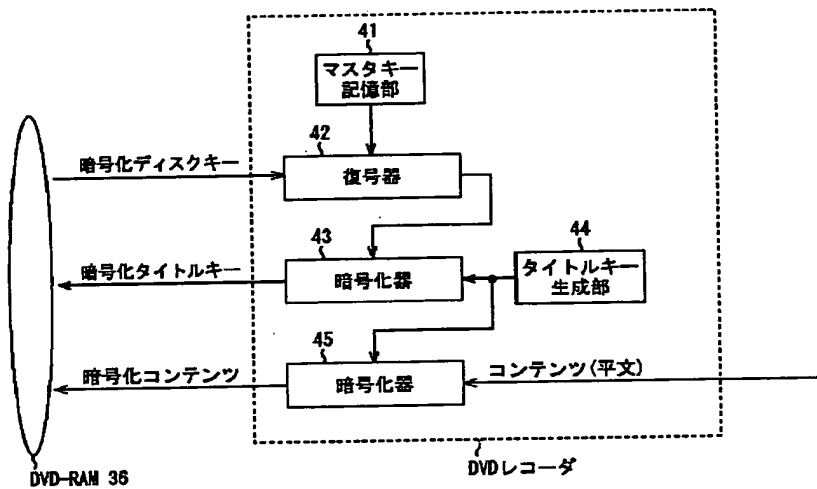 41
マスタキー
記憶部
42
暗号化ディスクキー
復号器
43
44
暗号化タイトルキー
暗号化器
タイトルキー
生成部
45
暗号化コンテンツ
暗号化器
コンテンツ(平文)
DVD-RAM 36
DVDレコーダ